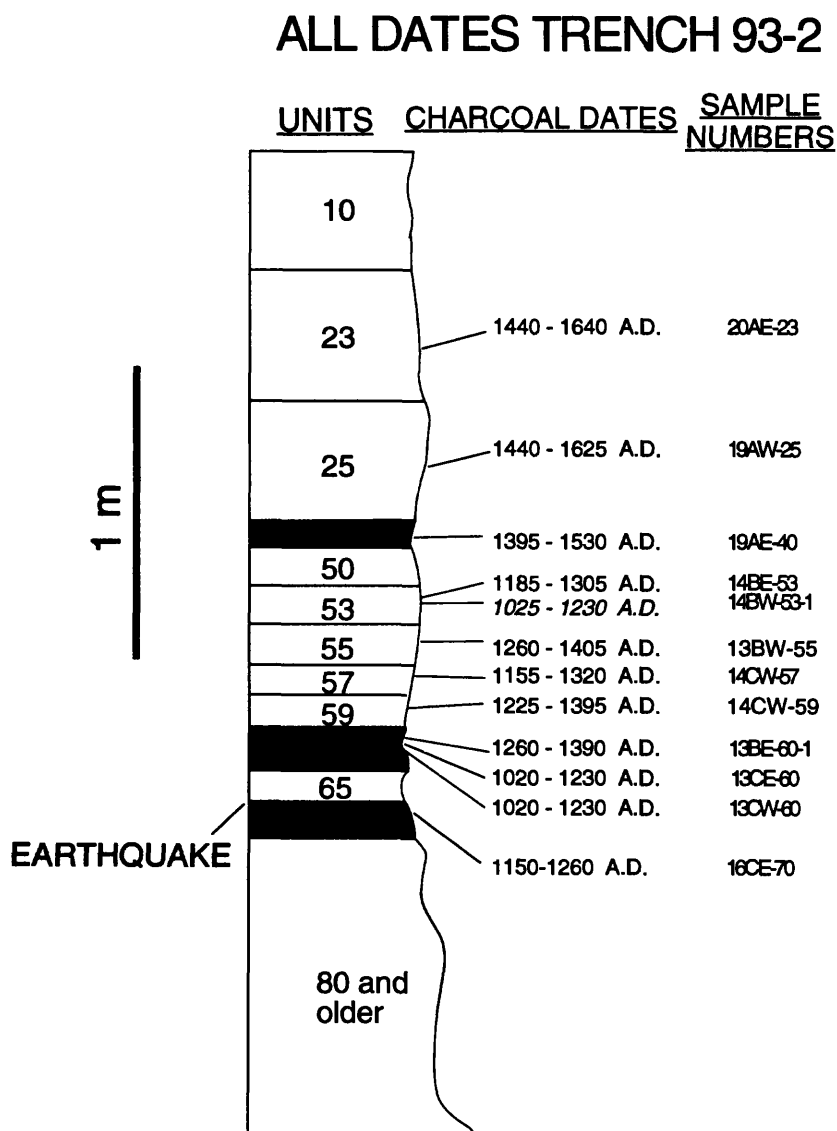 ALL DATES TRENCH 93-2
UNITS CHARCOAL DATES SAMPLE NUMBERS
10
23 1440 - 1640 A.D. 20AE-23
25 1440 - 1625 A.D. 19AW-25
1 m
1395 - 1530 A.D. 19AE-40
50
1185 - 1305 A.D. 14BE-53
53 1025 - 1230 A.D. 14BW-53-1
55 1260 - 1405 A.D. 13BW-55
57 1155 - 1320 A.D. 14CW-57
59 1225 - 1395 A.D. 14CW-59
1260 - 1390 A.D. 13BE-60-1
65 1020 - 1230 A.D. 13CE-60
1020 - 1230 A.D. 13CW-60
EARTHQUAKE
1150-1260 A.D. 16CE-70
80 and
older